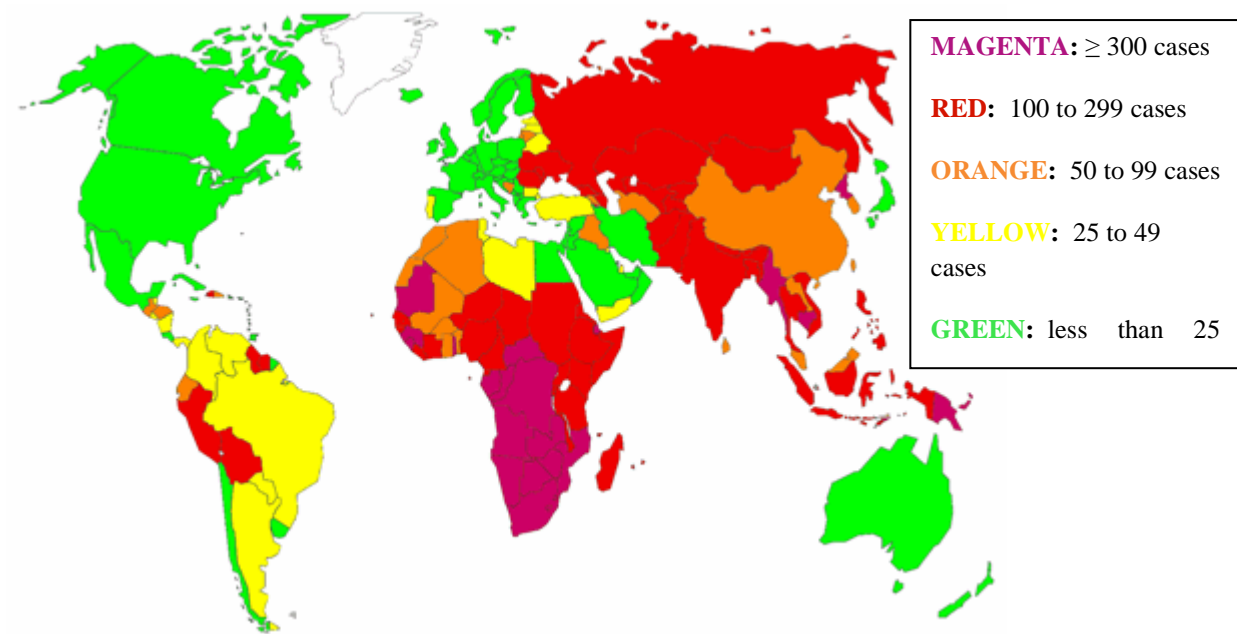 MAGENTA: ≥ 300 cases
RED: 100 to 299 cases
ORANGE: 50 to 99 cases
YELLOW: 25 to 49
cases
GREEN: less than 25